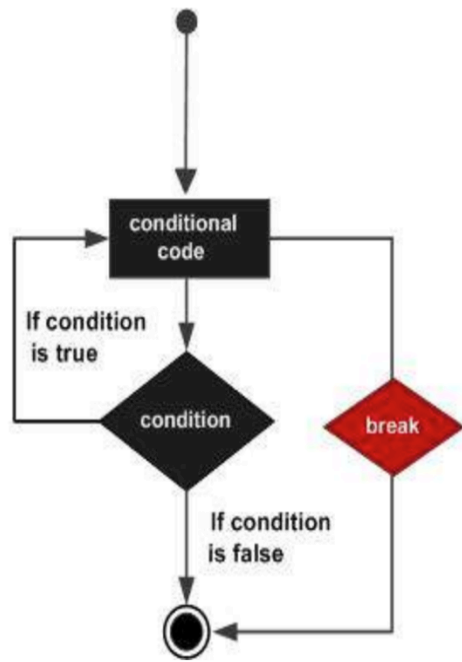 conditional
code
If condition
is true
condition
break
If condition
is false